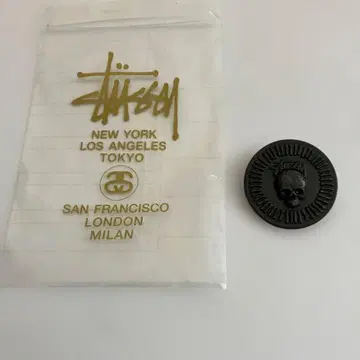 Stüssy
NEW YORK
LOS ANGELES
TOKYO
SAN FRANCISCO
LONDON
MILAN